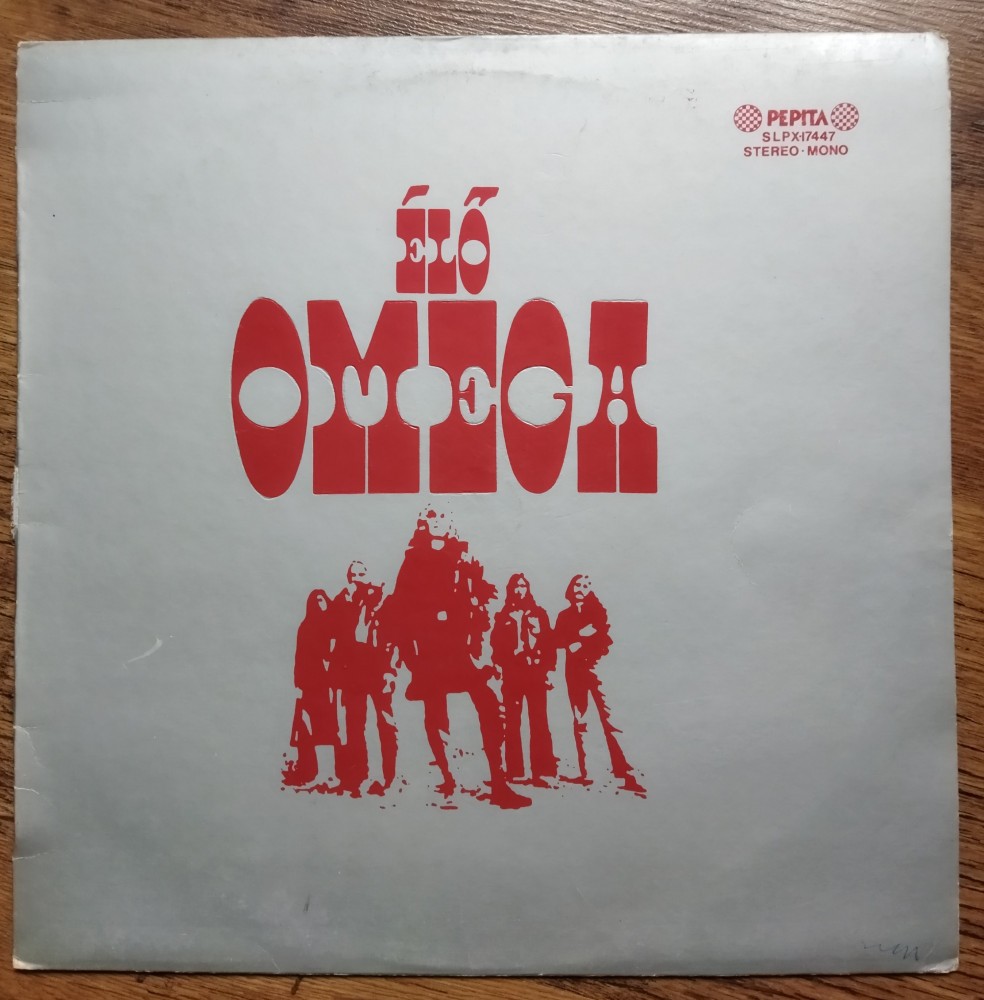 PEPITA
SLPX-17447
STEREO · MONO
ÉLŐ
OMEGA